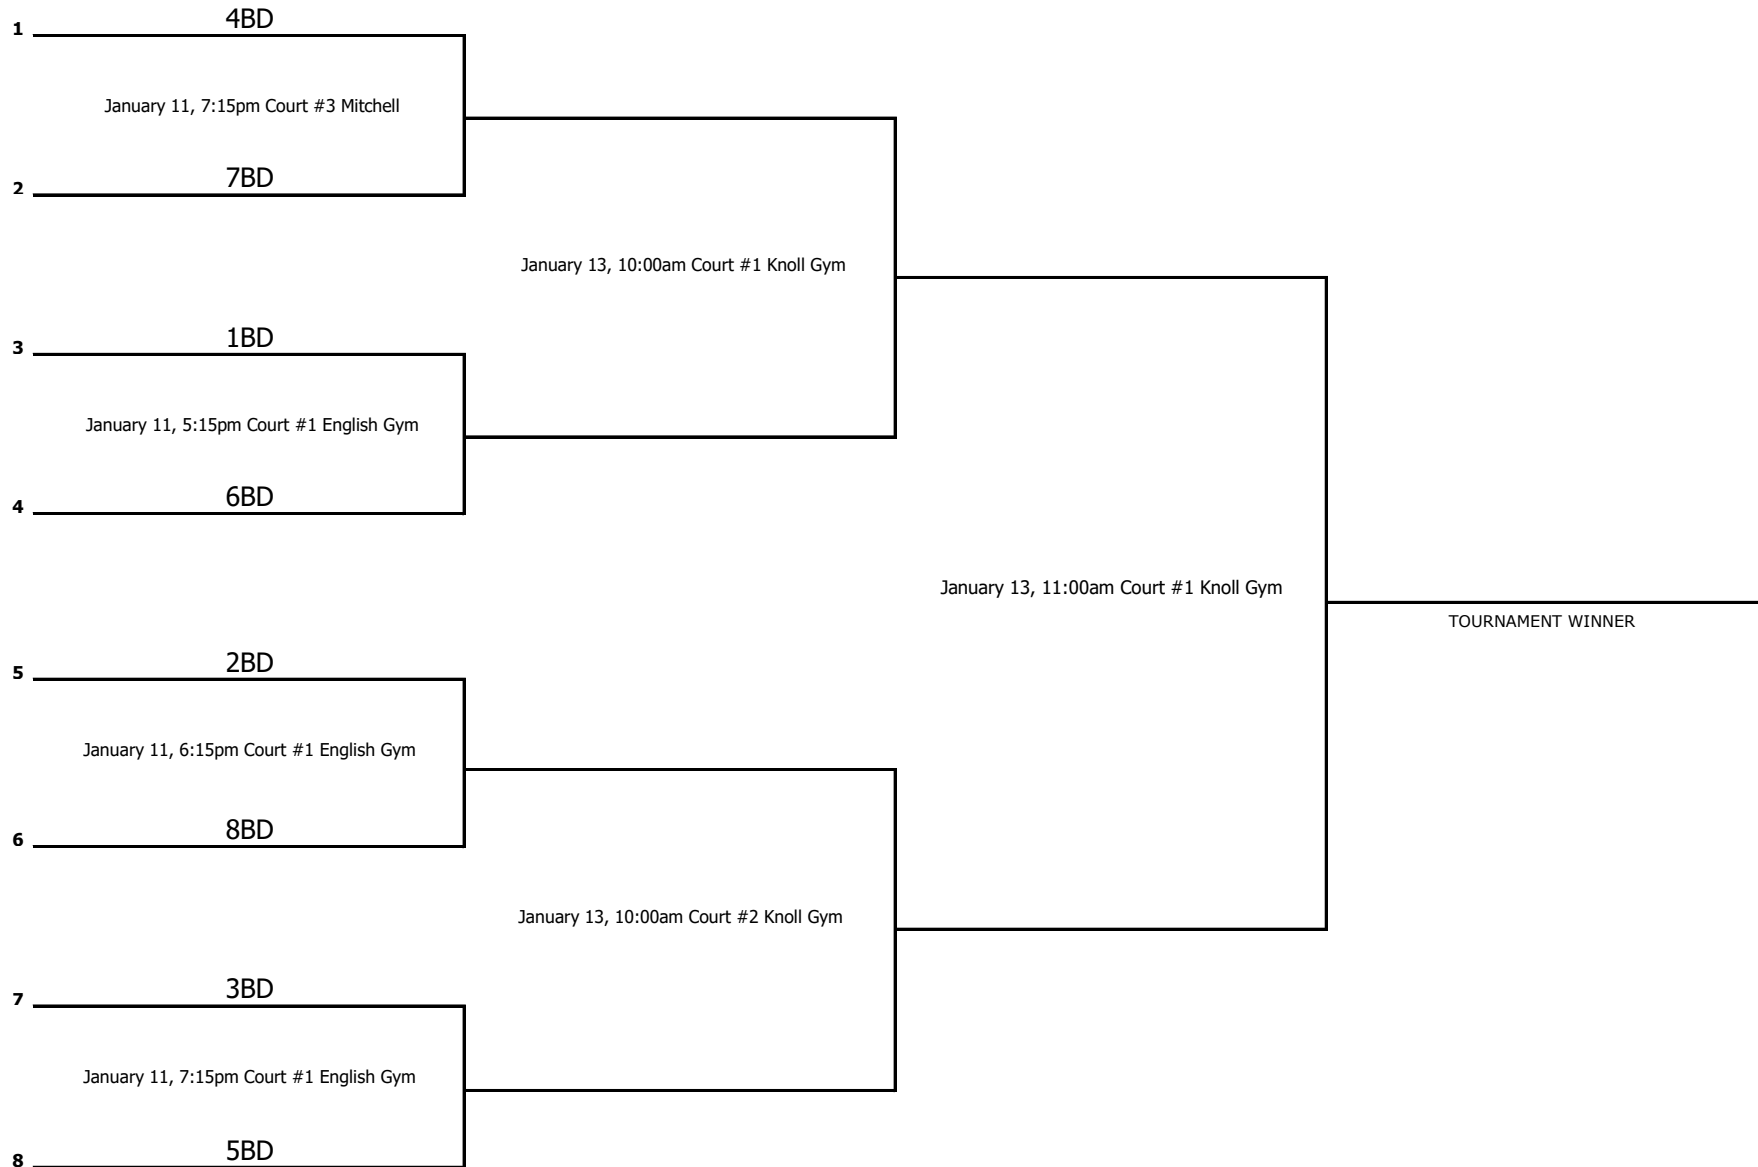 1 4BD
January 11, 7:15pm Court #3 Mitchell
2 7BD
January 13, 10:00am Court #1 Knoll Gym
3 1BD
January 11, 5:15pm Court #1 English Gym
4 6BD
January 13, 11:00am Court #1 Knoll Gym
TOURNAMENT WINNER
5 2BD
January 11, 6:15pm Court #1 English Gym
6 8BD
January 13, 10:00am Court #2 Knoll Gym
7 3BD
January 11, 7:15pm Court #1 English Gym
8 5BD